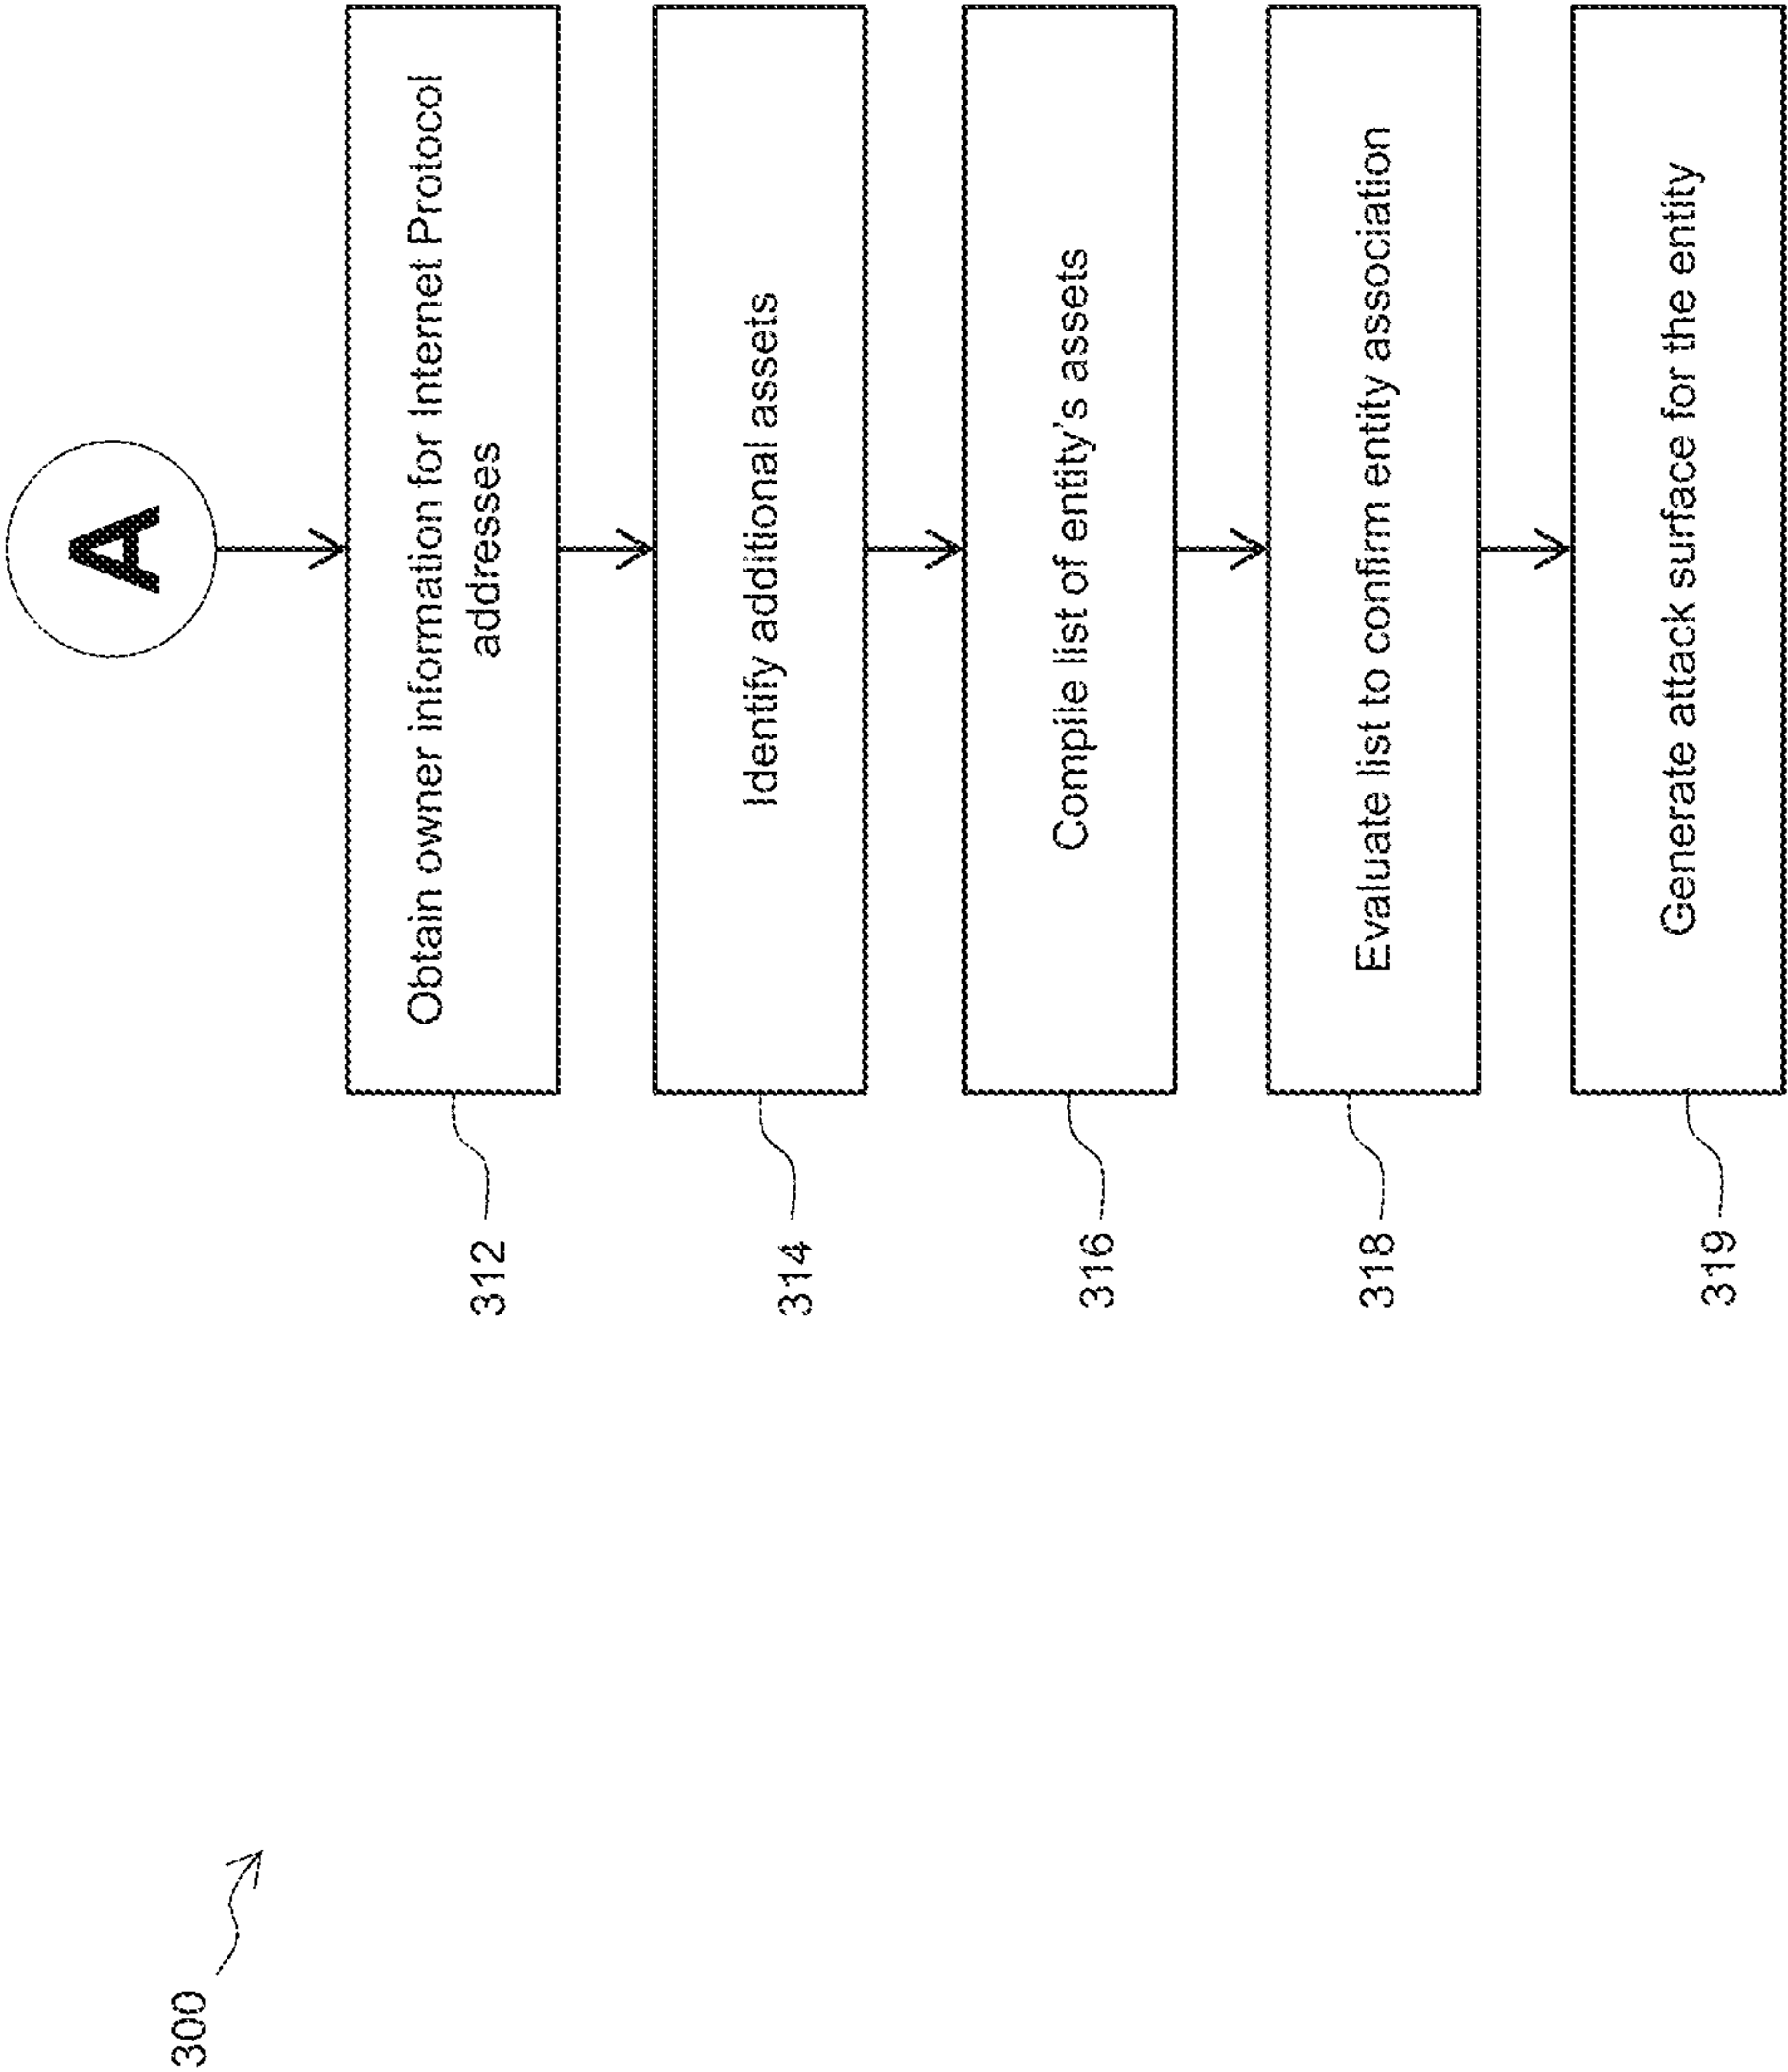 300
A
312
Obtain owner information for Internet Protocol
addresses
314
Identify additional assets
316
Compile list of entity's assets
318
Evaluate list to confirm entity association
319
Generate attack surface for the entity